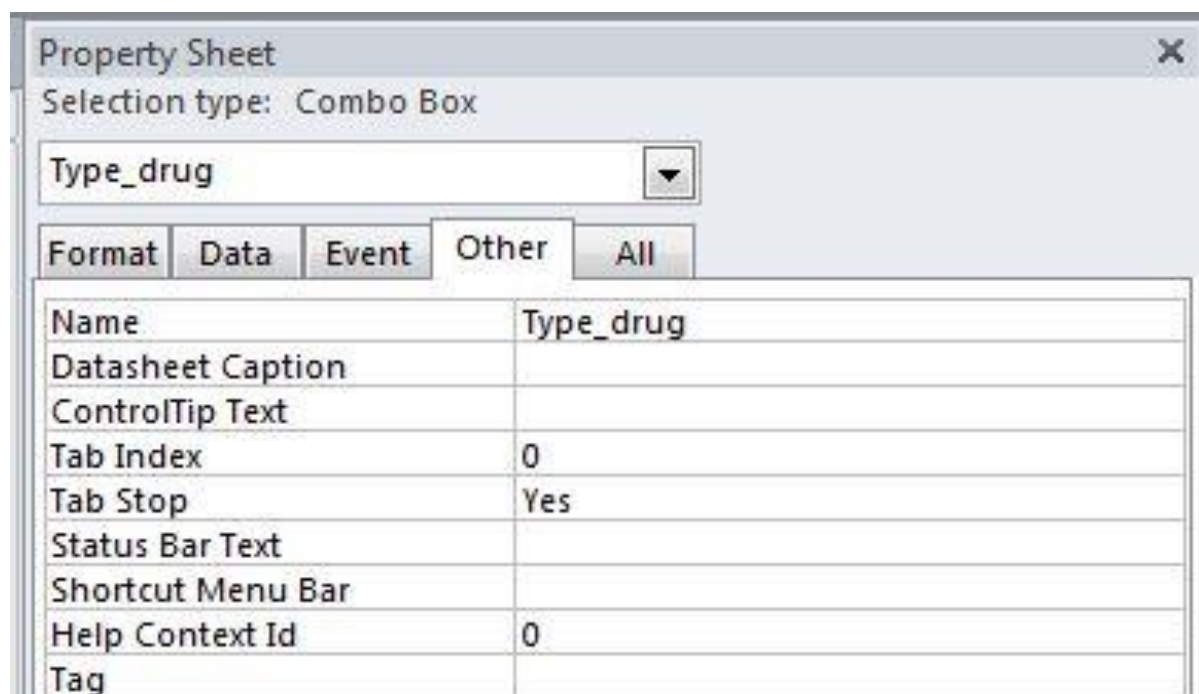 Property Sheet
Selection type: Combo Box
Type_drug
Format Data Event Other All
Name Type_drug
Datasheet Caption
ControlTip Text
Tab Index 0
Tab Stop Yes
Status Bar Text
Shortcut Menu Bar
Help Context Id 0
Tag